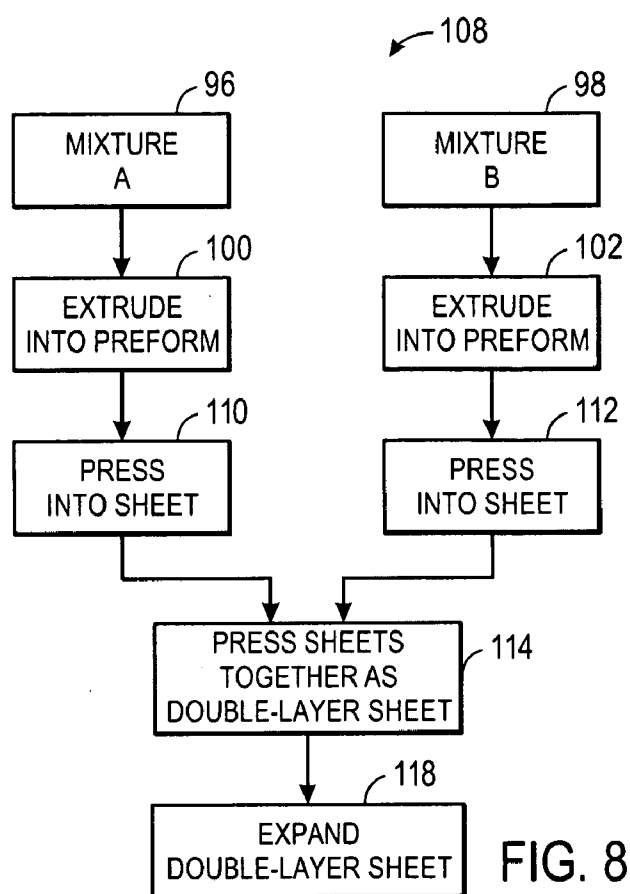 108
96
98
MIXTURE
A
MIXTURE
B
100
102
EXTRUDE
INTO PREFORM
EXTRUDE
INTO PREFORM
110
112
PRESS
INTO SHEET
PRESS
INTO SHEET
PRESS SHEETS
TOGETHER AS
DOUBLE-LAYER SHEET
114
118
EXPAND
DOUBLE-LAYER SHEET
FIG. 8